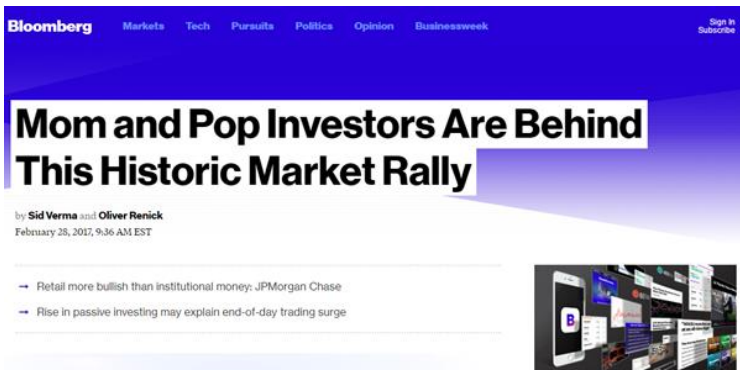 Bloomberg Markets Tech Pursuits Politics Opinion Businessweek Sign In
Subscribe
Mom and Pop Investors Are Behind
This Historic Market Rally
by Sid Verma and Oliver Renick
February 28, 2017, 9:36 AM EST
→ Retail more bullish than institutional money: JPMorgan Chase
→ Rise in passive investing may explain end-of-day trading surge
B